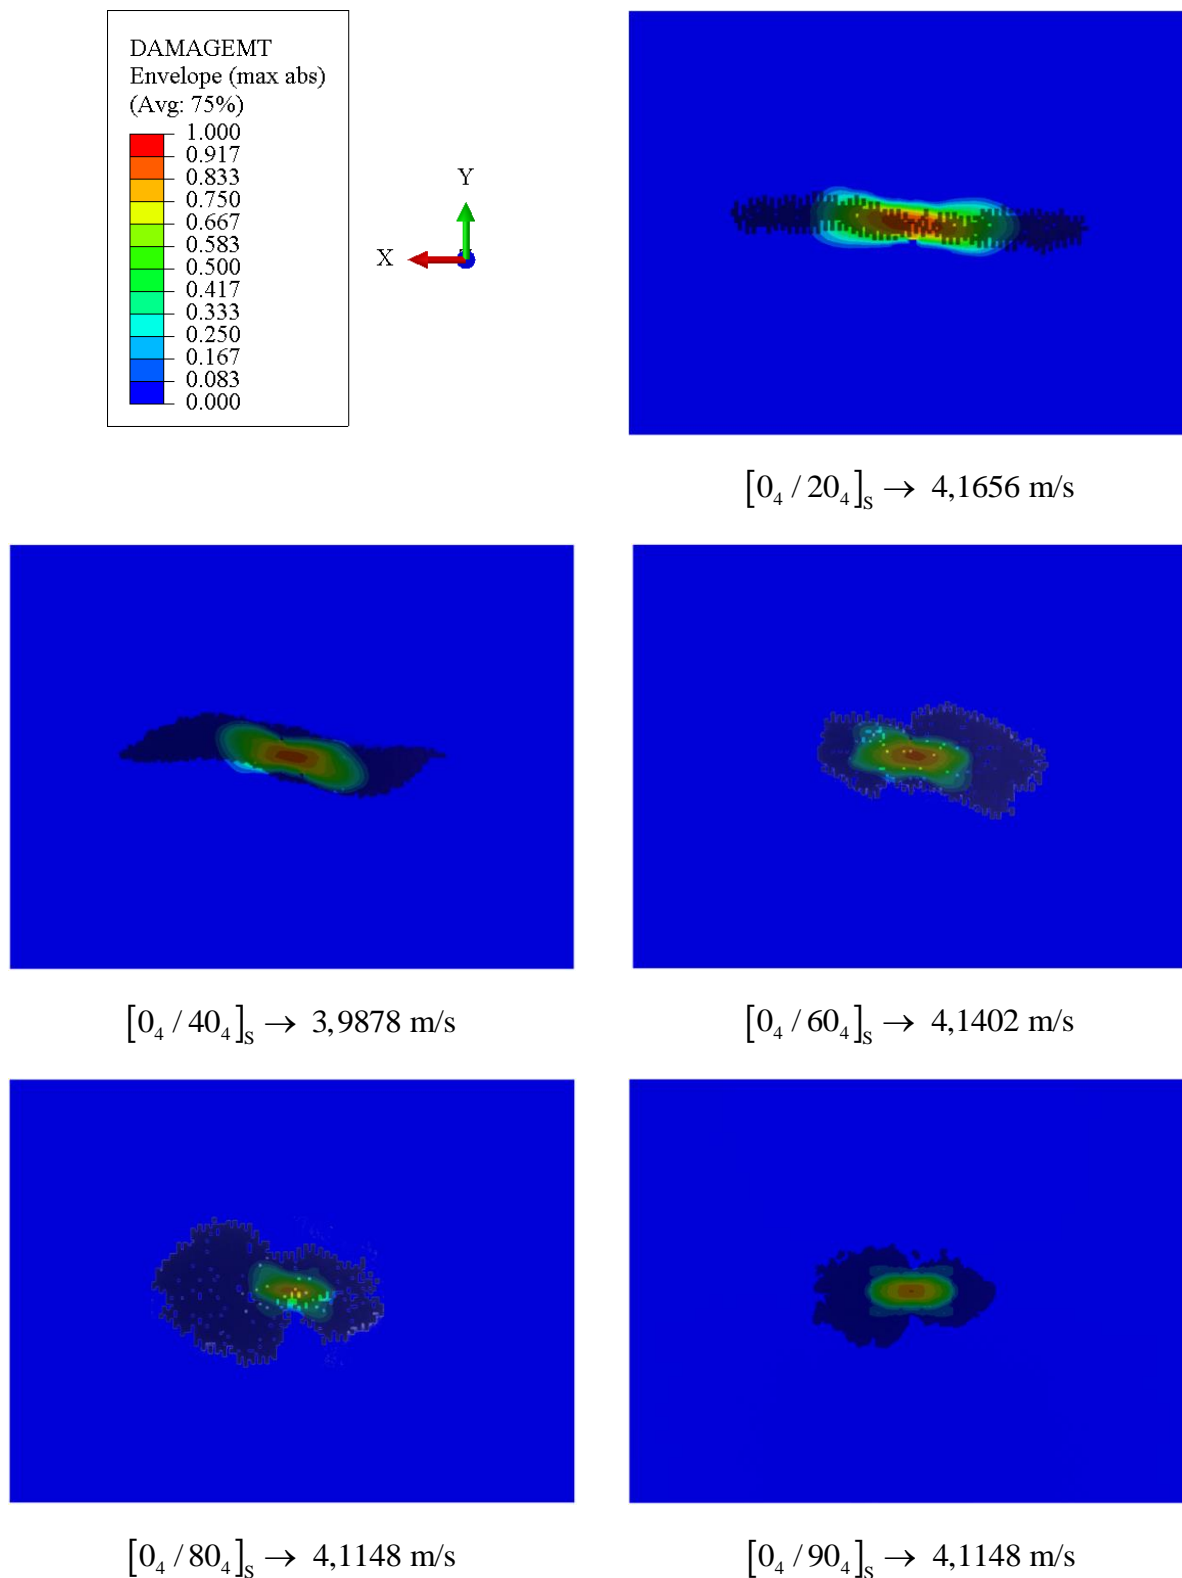 DAMAGEMT
Envelope (max abs)
(Avg: 75%)
1.000
0.917
0.833
0.750
0.667
0.583
0.500
0.417
0.333
0.250
0.167
0.083
0.000
Y
X
[0₄ / 20₄]S → 4,1656 m/s
[0₄ / 40₄]S → 3,9878 m/s
[0₄ / 60₄]S → 4,1402 m/s
[0₄ / 80₄]S → 4,1148 m/s
[0₄ / 90₄]S → 4,1148 m/s